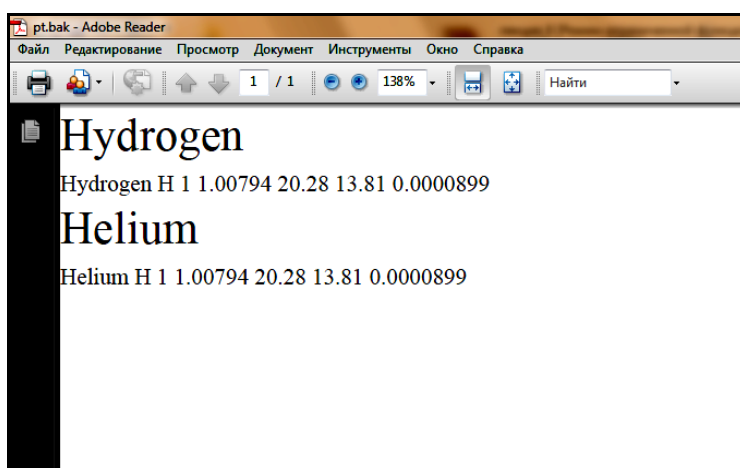 pt.bak - Adobe Reader
Файл Редактирование Просмотр Документ Инструменты Окно Справка
1 / 1 138% Найти
Hydrogen
Hydrogen H 1 1.00794 20.28 13.81 0.0000899
Helium
Helium H 1 1.00794 20.28 13.81 0.0000899